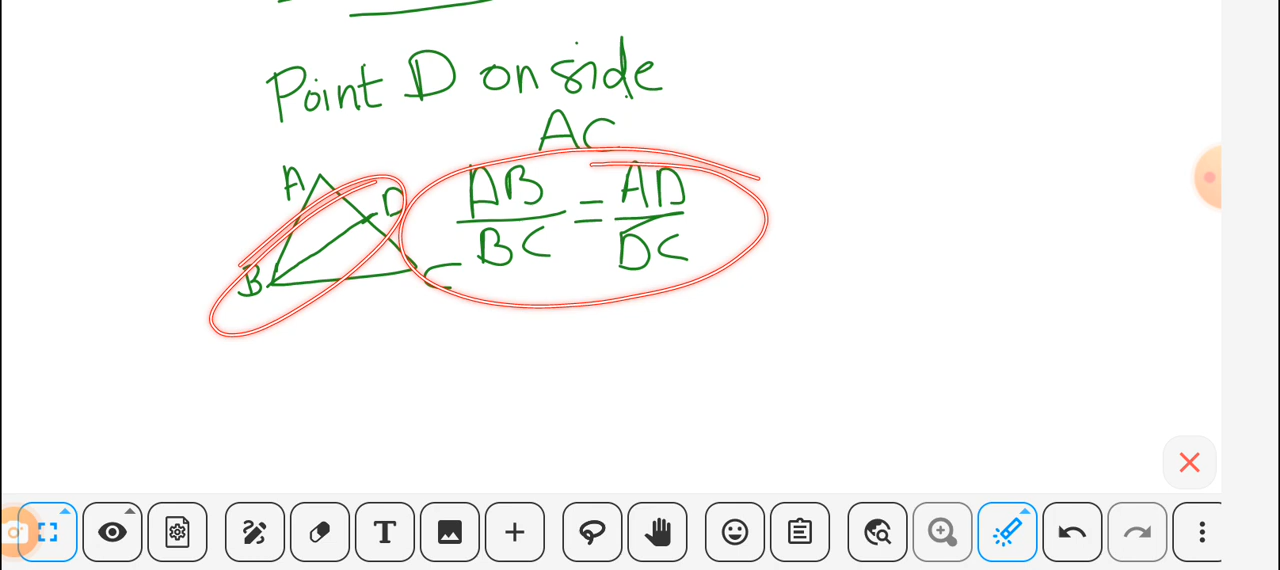 Point D on side
AC
A
D
B
C
AB = AD
BC DC
T